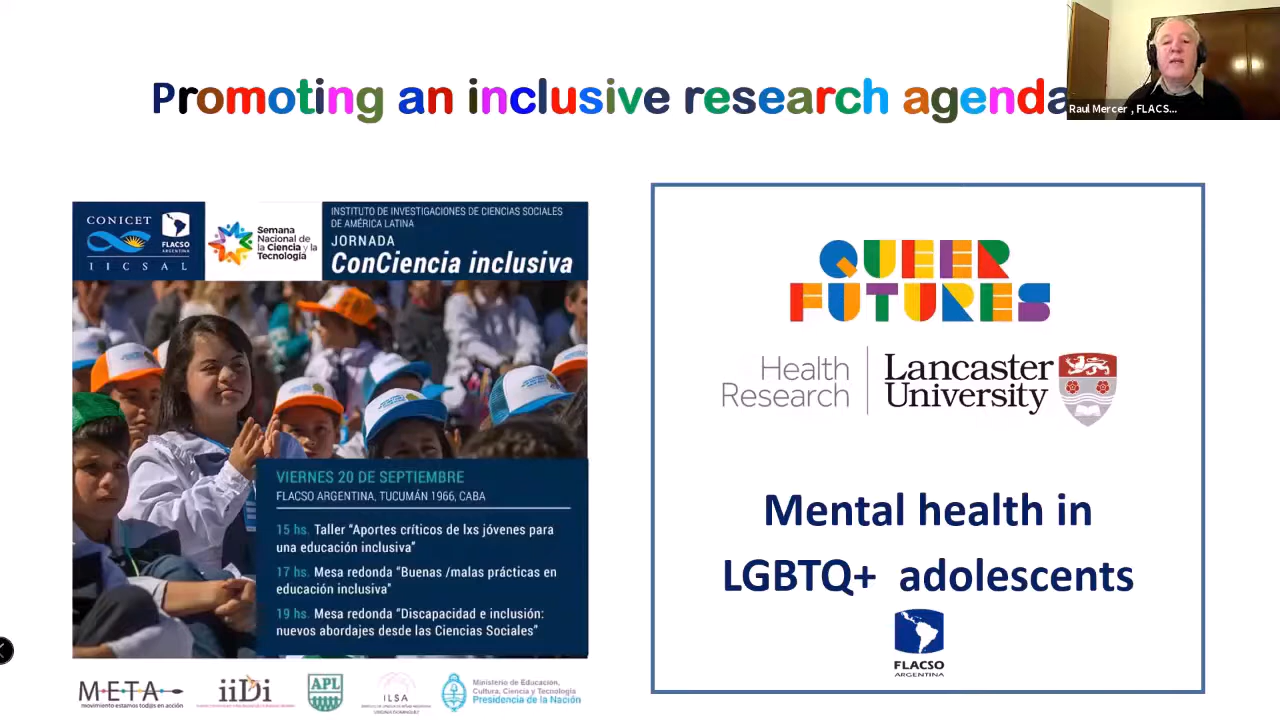 Promoting an inclusive research agenda
Raul Mercer , FLACS...
CONICET
FLACSO
ARGENTINA
I I C S A L
Semana
Nacional de
la Ciencia y la
Tecnología
INSTITUTO DE INVESTIGACIONES DE CIENCIAS SOCIALES
DE AMÉRICA LATINA
JORNADA
ConCiencia inclusiva
VIERNES 20 DE SEPTIEMBRE
FLACSO ARGENTINA, TUCUMÁN 1966, CABA
15 hs. Taller “Aportes críticos de lxs jóvenes para
una educación inclusiva”
17 hs. Mesa redonda “Buenas /malas prácticas en
educación inclusiva”
19 hs. Mesa redonda “Discapacidad e inclusión:
nuevos abordajes desde las Ciencias Sociales”
META
movimiento estamos tod@s en acción
iiDi
APL
ILSA
Ministerio de Educación,
Cultura, Ciencia y Tecnología
Presidencia de la Nación
QUEER
FUTURES
Health
Research
Lancaster
University
Mental health in
LGBTQ+ adolescents
FLACSO
ARGENTINA